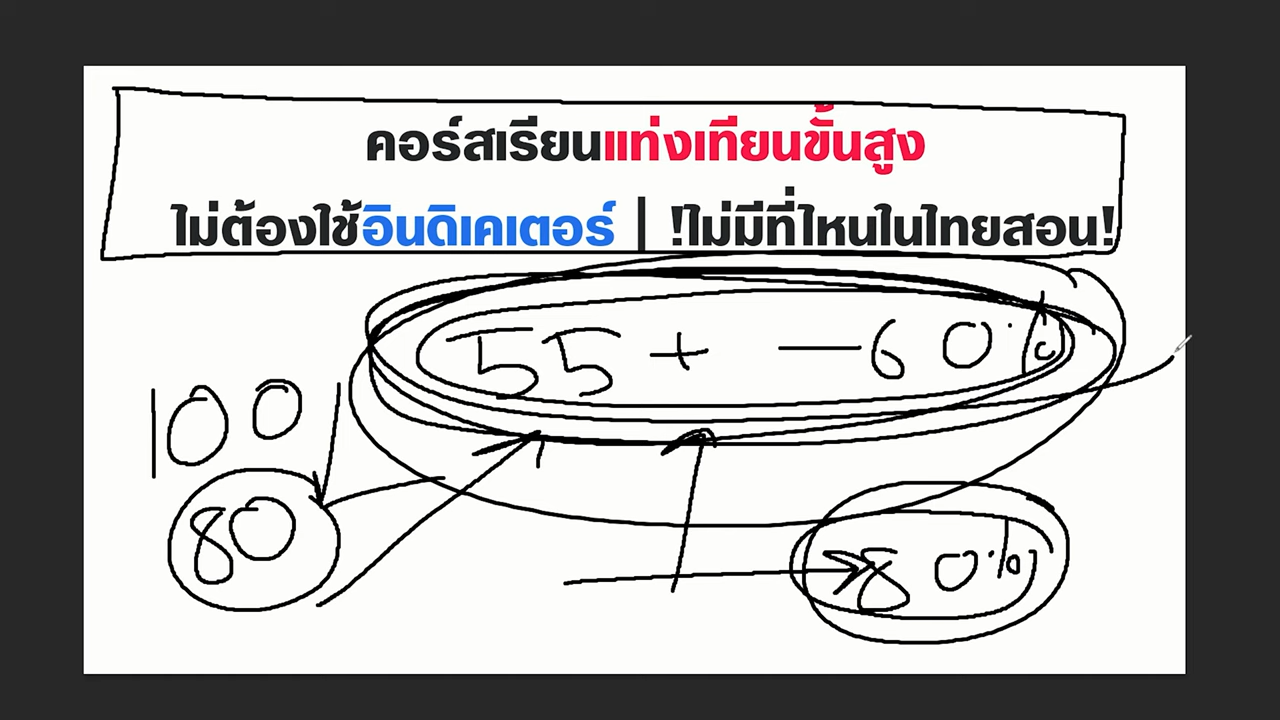 คอร์สเรียนแท่งเทียนขั้นสูง
ไม่ต้องใช้อินดิเคเตอร์ | !ไม่มีที่ไหนในไทยสอน!
55 + — 60%
100
80
80%